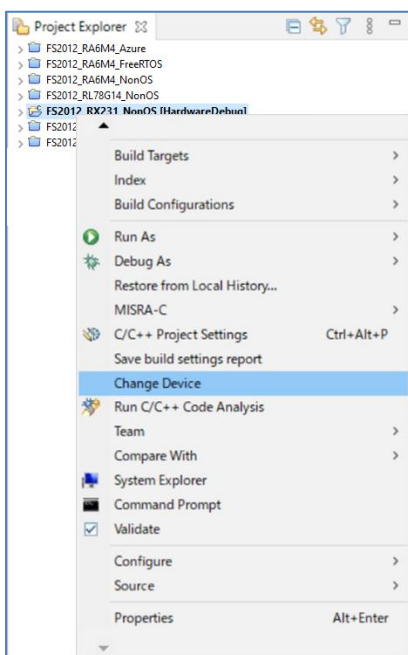 Project Explorer
FS2012_RA6M4_Azure
FS2012_RA6M4_FreeRTOS
FS2012_RA6M4_NonOS
FS2012_RL78G14_NonOS
FS2012_RX231_NonOS [HardwareDebug]
FS2012
FS2012
Build Targets
Index
Build Configurations
Run As
Debug As
Restore from Local History...
MISRA-C
C/C++ Project Settings Ctrl+Alt+P
Save build settings report
Change Device
Run C/C++ Code Analysis
Team
Compare With
System Explorer
Command Prompt
Validate
Configure
Source
Properties Alt+Enter